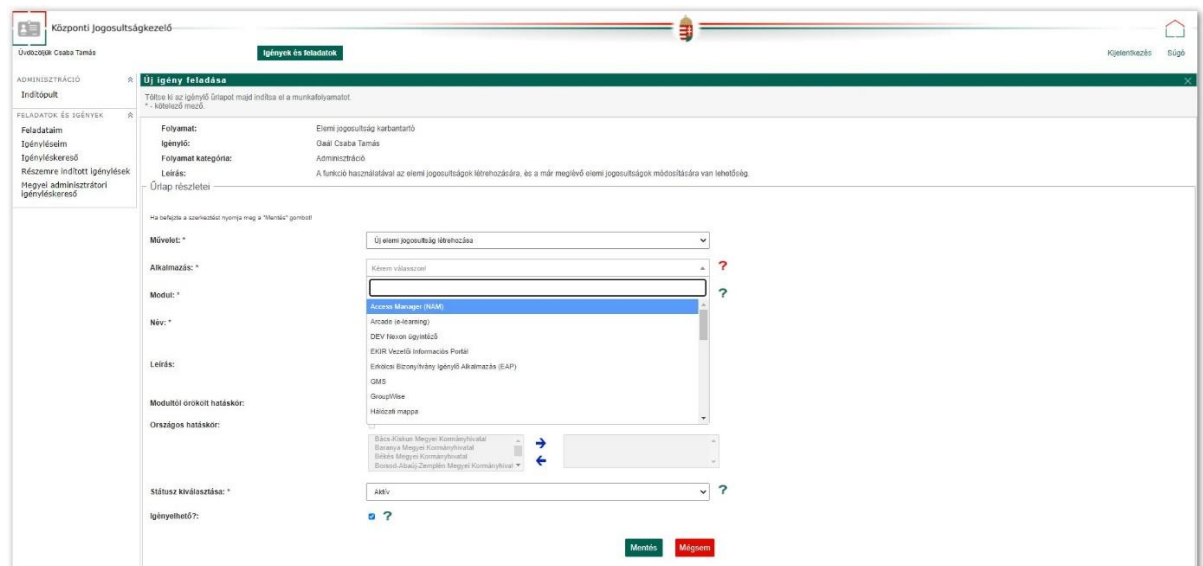 Központi Jogosultságkezelő
Üdvözöljük Csaba Tamás
Igények és feladatok
Kijelentkezés
Súgó
ADMINISZTRÁCIÓ
Indítópult
FELADATOK ÉS IGÉNYEK
Feladataim
Igényléseim
Igényléskereső
Részemre indított igénylések
Megyei adminisztrátori
igényléskereső
Új igény feladása
Töltse ki az igénylő űrlapot majd indítsa el a munkafolyamatot.
* - kötelező mező.
Folyamat: Elemi jogosultság karbantartó
Igénylő: Gaál Csaba Tamás
Folyamat kategória: Adminisztráció
Leírás: A funkció használatával az elemi jogosultságok létrehozására, és a már meglévő elemi jogosultságok módosítására van lehetőség.
Űrlap részletei
Ha befejezte a szerkesztést nyomja meg a "Mentés" gombot!
Művelet: * Új elemi jogosultság létrehozása
Alkalmazás: * Kérem válasszon! ?
Modul: * ?
Access Manager (NAM)
Név: *
Arcade (e-learning)
DEV Nexon ügyintéző
EKIR Vezetői Információs Portál
Leírás:
Erkölcsi Bizonyítvány Igénylő Alkalmazás (EAP)
GMS
GroupWise
Modultól örökölt hatáskör:
Hálózati mappa
Országos hatáskör:
Bács-Kiskun Megyei Kormányhivatal
Baranya Megyei Kormányhivatal
Békés Megyei Kormányhivatal
Borsod-Abaúj-Zemplén Megyei Kormányhivat
Státusz kiválasztása: * Aktív ?
Igényelhető?: ?
Mentés
Mégsem